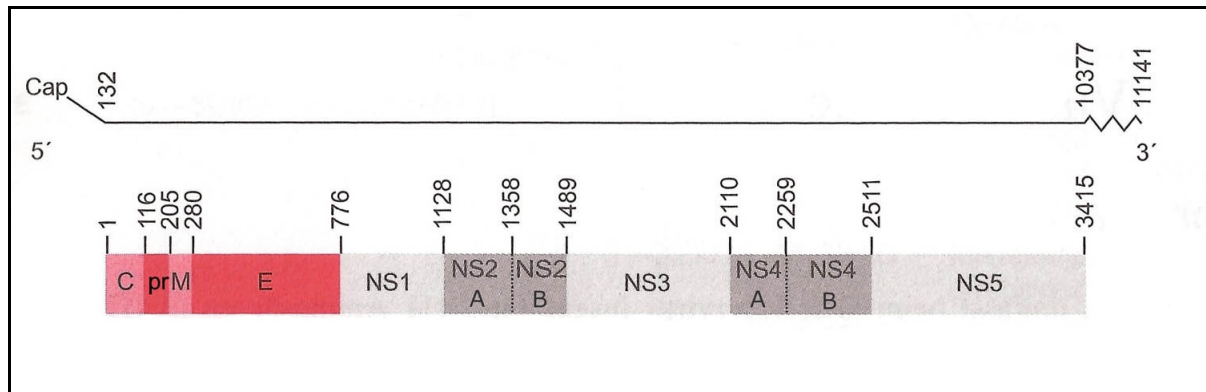 Cap 132 10377 11141
5´ 3´
1 116 205 280 776 1128 1358 1489 2110 2259 2511 3415
C pr M E NS1 NS2 NS2 NS3 NS4 NS4 NS5
A B A B